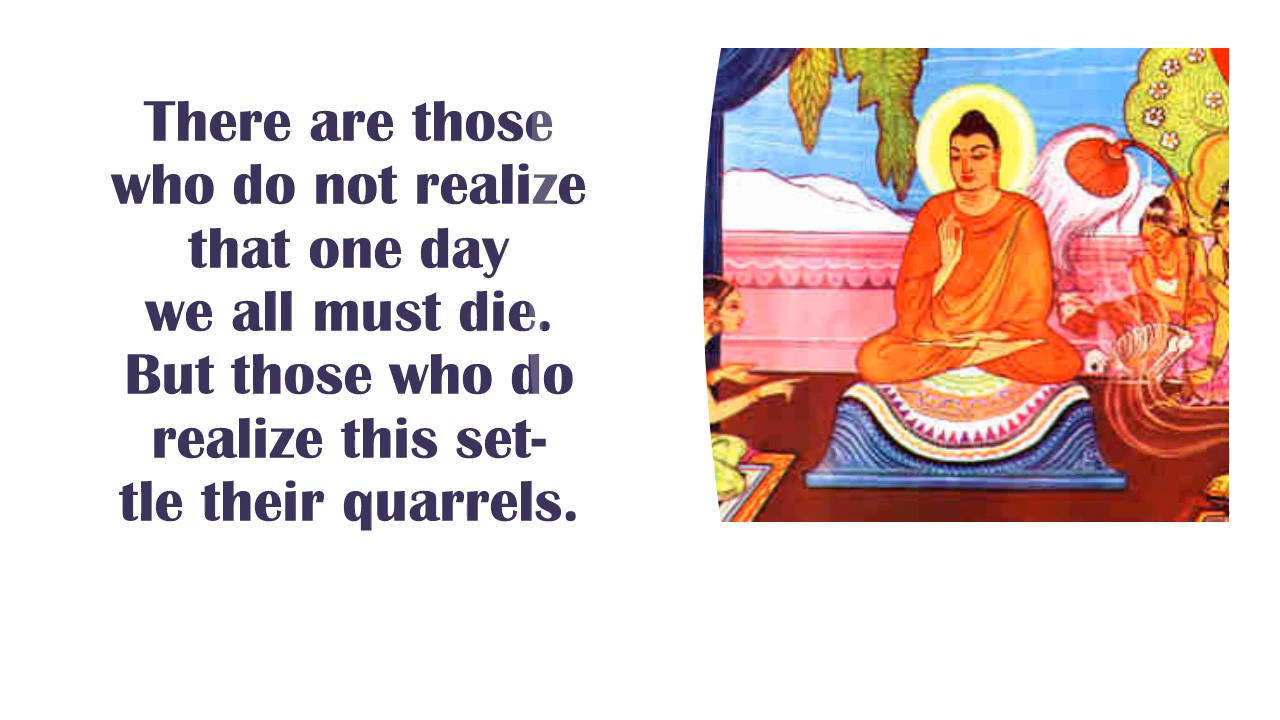 There are those
who do not realize
that one day
we all must die.
But those who do
realize this set-
tle their quarrels.